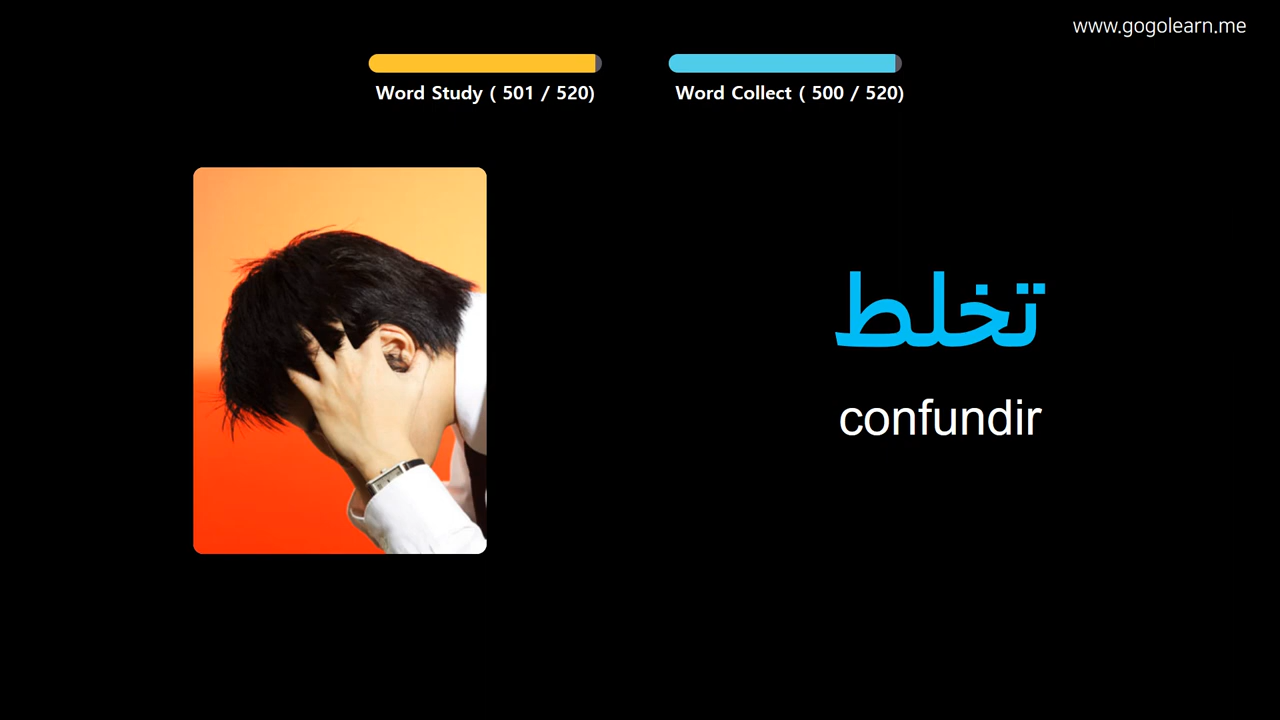 www.gogolearn.me
Word Study ( 501 / 520)
Word Collect ( 500 / 520)
تخلط
confundir